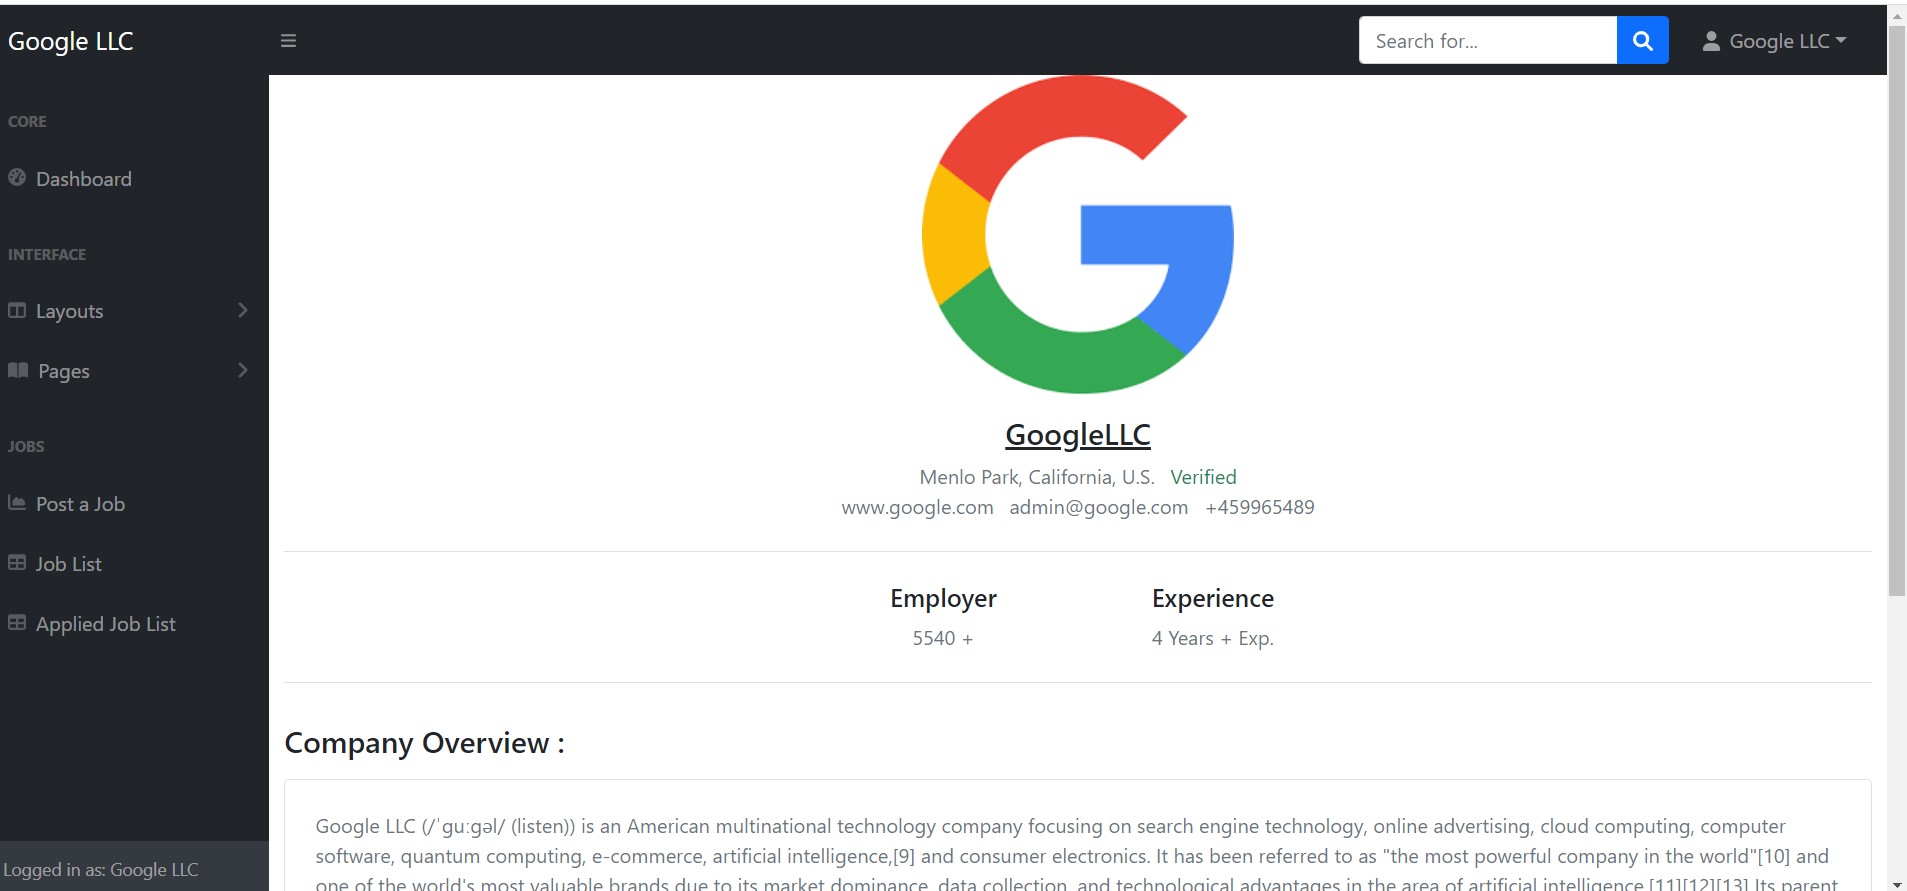 Google LLC
Search for...
Google LLC
CORE
Dashboard
INTERFACE
Layouts
Pages
JOBS
Post a Job
Job List
Applied Job List
Logged in as: Google LLC
GoogleLLC
Menlo Park, California, U.S. Verified
www.google.com admin@google.com +459965489
Employer Experience
5540 + 4 Years + Exp.
Company Overview :
Google LLC (/ˈɡuːɡəl/ (listen)) is an American multinational technology company focusing on search engine technology, online advertising, cloud computing, computer
software, quantum computing, e-commerce, artificial intelligence,[9] and consumer electronics. It has been referred to as "the most powerful company in the world"[10] and
one of the world's most valuable brands due to its market dominance, data collection, and technological advantages in the area of artificial intelligence.[11][12][13] Its parent